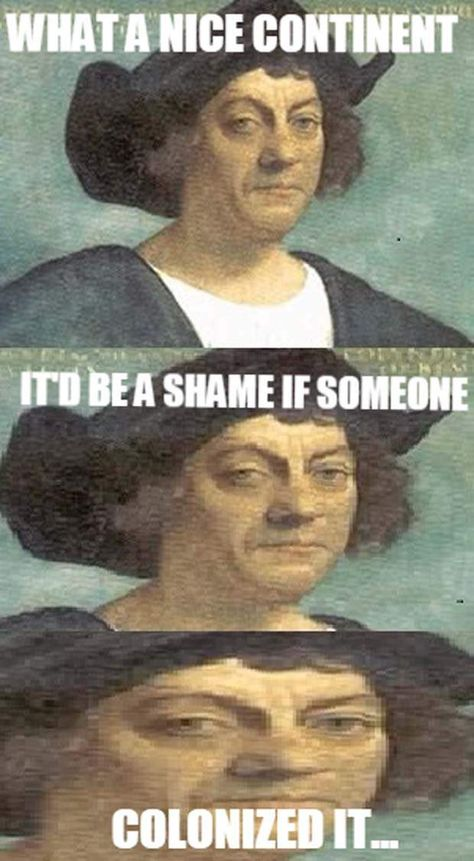 WHAT A NICE CONTINENT
IT'D BE A SHAME IF SOMEONE
COLONIZED IT...